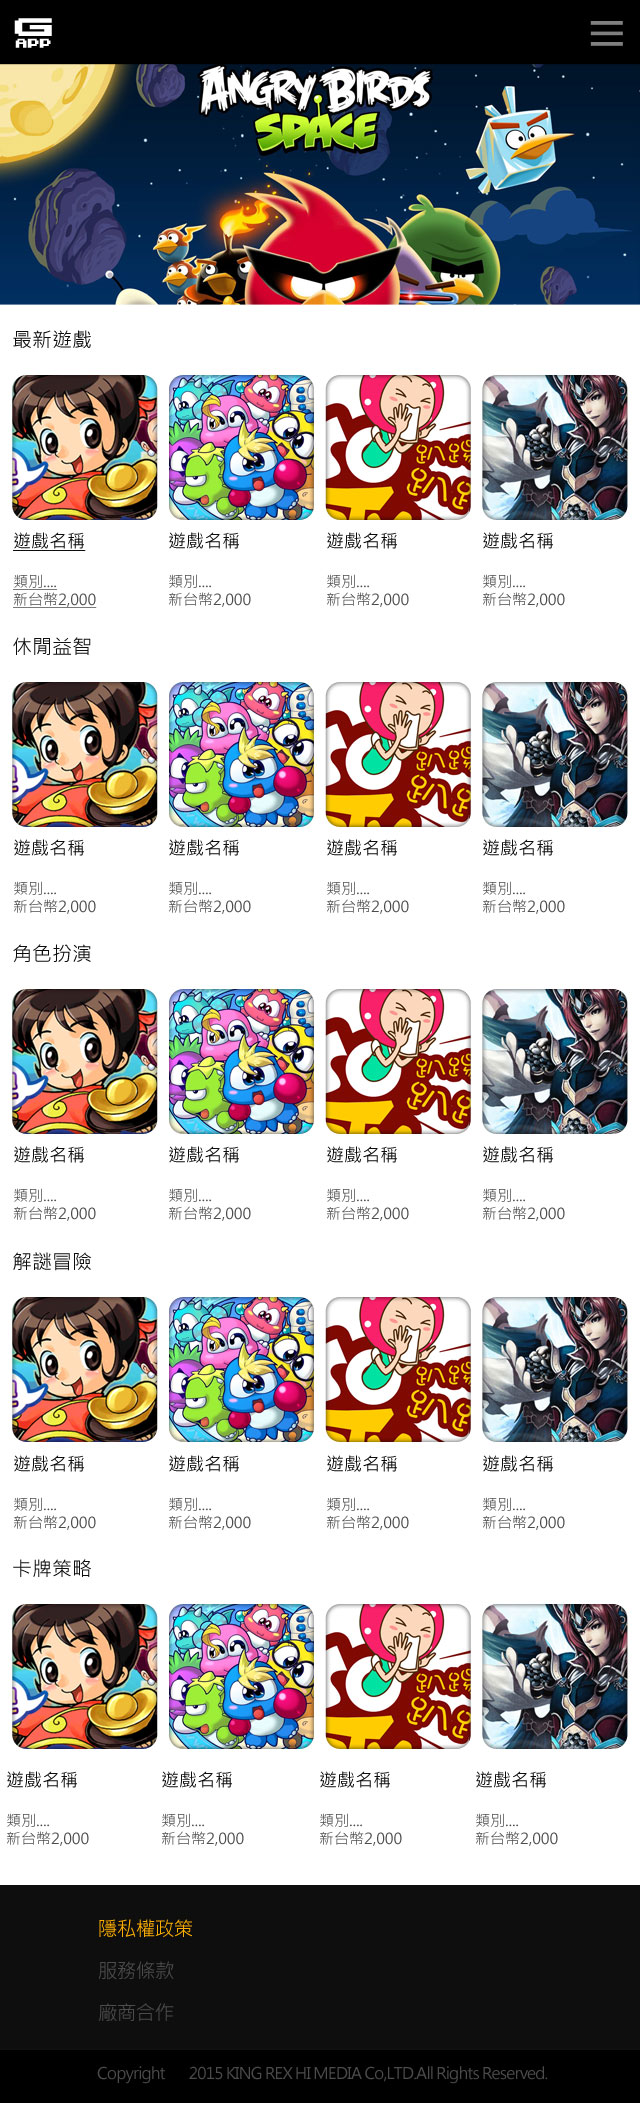 G
APP
ANGRY BIRDS
SPACE
最新遊戲
遊戲名稱 遊戲名稱 遊戲名稱 遊戲名稱
類別.... 類別.... 類別.... 類別....
新台幣2,000 新台幣2,000 新台幣2,000 新台幣2,000
休閒益智
遊戲名稱 遊戲名稱 遊戲名稱 遊戲名稱
類別.... 類別.... 類別.... 類別....
新台幣2,000 新台幣2,000 新台幣2,000 新台幣2,000
角色扮演
遊戲名稱 遊戲名稱 遊戲名稱 遊戲名稱
類別.... 類別.... 類別.... 類別....
新台幣2,000 新台幣2,000 新台幣2,000 新台幣2,000
解謎冒險
遊戲名稱 遊戲名稱 遊戲名稱 遊戲名稱
類別.... 類別.... 類別.... 類別....
新台幣2,000 新台幣2,000 新台幣2,000 新台幣2,000
卡牌策略
遊戲名稱 遊戲名稱 遊戲名稱 遊戲名稱
類別.... 類別.... 類別.... 類別....
新台幣2,000 新台幣2,000 新台幣2,000 新台幣2,000
隱私權政策
服務條款
廠商合作
Copyright 2015 KING REX HI MEDIA Co,LTD.All Rights Reserved.